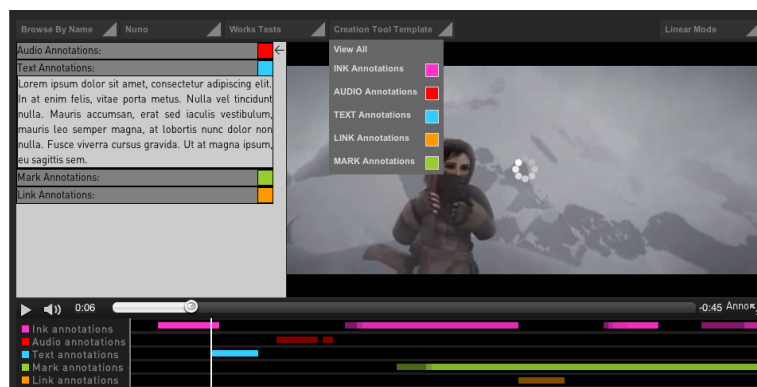 Browse By Name Nuno Works Tests Creation Tool Template Linear Mode
Audio Annotations:
Text Annotations:
Lorem ipsum dolor sit amet, consectetur adipiscing elit.
In at enim felis, vitae porta metus. Nulla vel tincidunt
nulla. Mauris accumsan, erat sed iaculis vestibulum,
mauris leo semper magna, at lobortis nunc dolor non
nulla. Fusce viverra cursus gravida. Ut at magna ipsum,
eu sagittis sem.
Mark Annotations:
Link Annotations:
View All
INK Annotations
AUDIO Annotations
TEXT Annotations
LINK Annotations
MARK Annotations
0:06 -0:45
Ink annotations
Audio annotations
Text annotations
Mark annotations
Link annotations